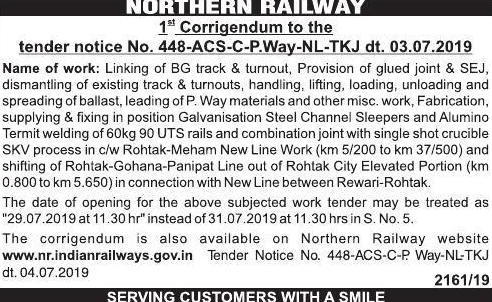 NORTHERN RAILWAY
1st Corrigendum to the
tender notice No. 448-ACS-C-P.Way-NL-TKJ dt. 03.07.2019
Name of work: Linking of BG track & turnout, Provision of glued joint & SEJ,
dismantling of existing track & turnouts, handling, lifting, loading, unloading and
spreading of ballast, leading of P. Way materials and other misc. work, Fabrication,
supplying & fixing in position Galvanisation Steel Channel Sleepers and Alumino
Termit welding of 60kg 90 UTS rails and combination joint with single shot crucible
SKV process in c/w Rohtak-Meham New Line Work (km 5/200 to km 37/500) and
shifting of Rohtak-Gohana-Panipat Line out of Rohtak City Elevated Portion (km
0.800 to km 5.650) in connection with New Line between Rewari-Rohtak.
The date of opening for the above subjected work tender may be treated as
"29.07.2019 at 11.30 hr" instead of 31.07.2019 at 11.30 hrs in S. No. 5.
The corrigendum is also available on Northern Railway website
www.nr.indianrailways.gov.in Tender Notice No. 448-ACS-C-P. Way-NL-TKJ
dt. 04.07.2019
2161/19
SERVING CUSTOMERS WITH A SMILE